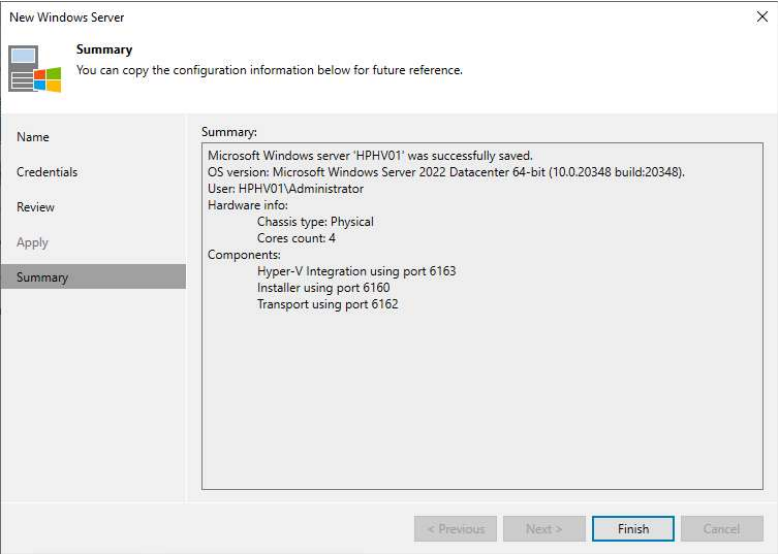 New Windows Server
Summary
You can copy the configuration information below for future reference.
Name
Credentials
Review
Apply
Summary
Summary:
Microsoft Windows server 'HPHV01' was successfully saved.
OS version: Microsoft Windows Server 2022 Datacenter 64-bit (10.0.20348 build:20348).
User: HPHV01\Administrator
Hardware info:
Chassis type: Physical
Cores count: 4
Components:
Hyper-V Integration using port 6163
Installer using port 6160
Transport using port 6162
< Previous
Next >
Finish
Cancel